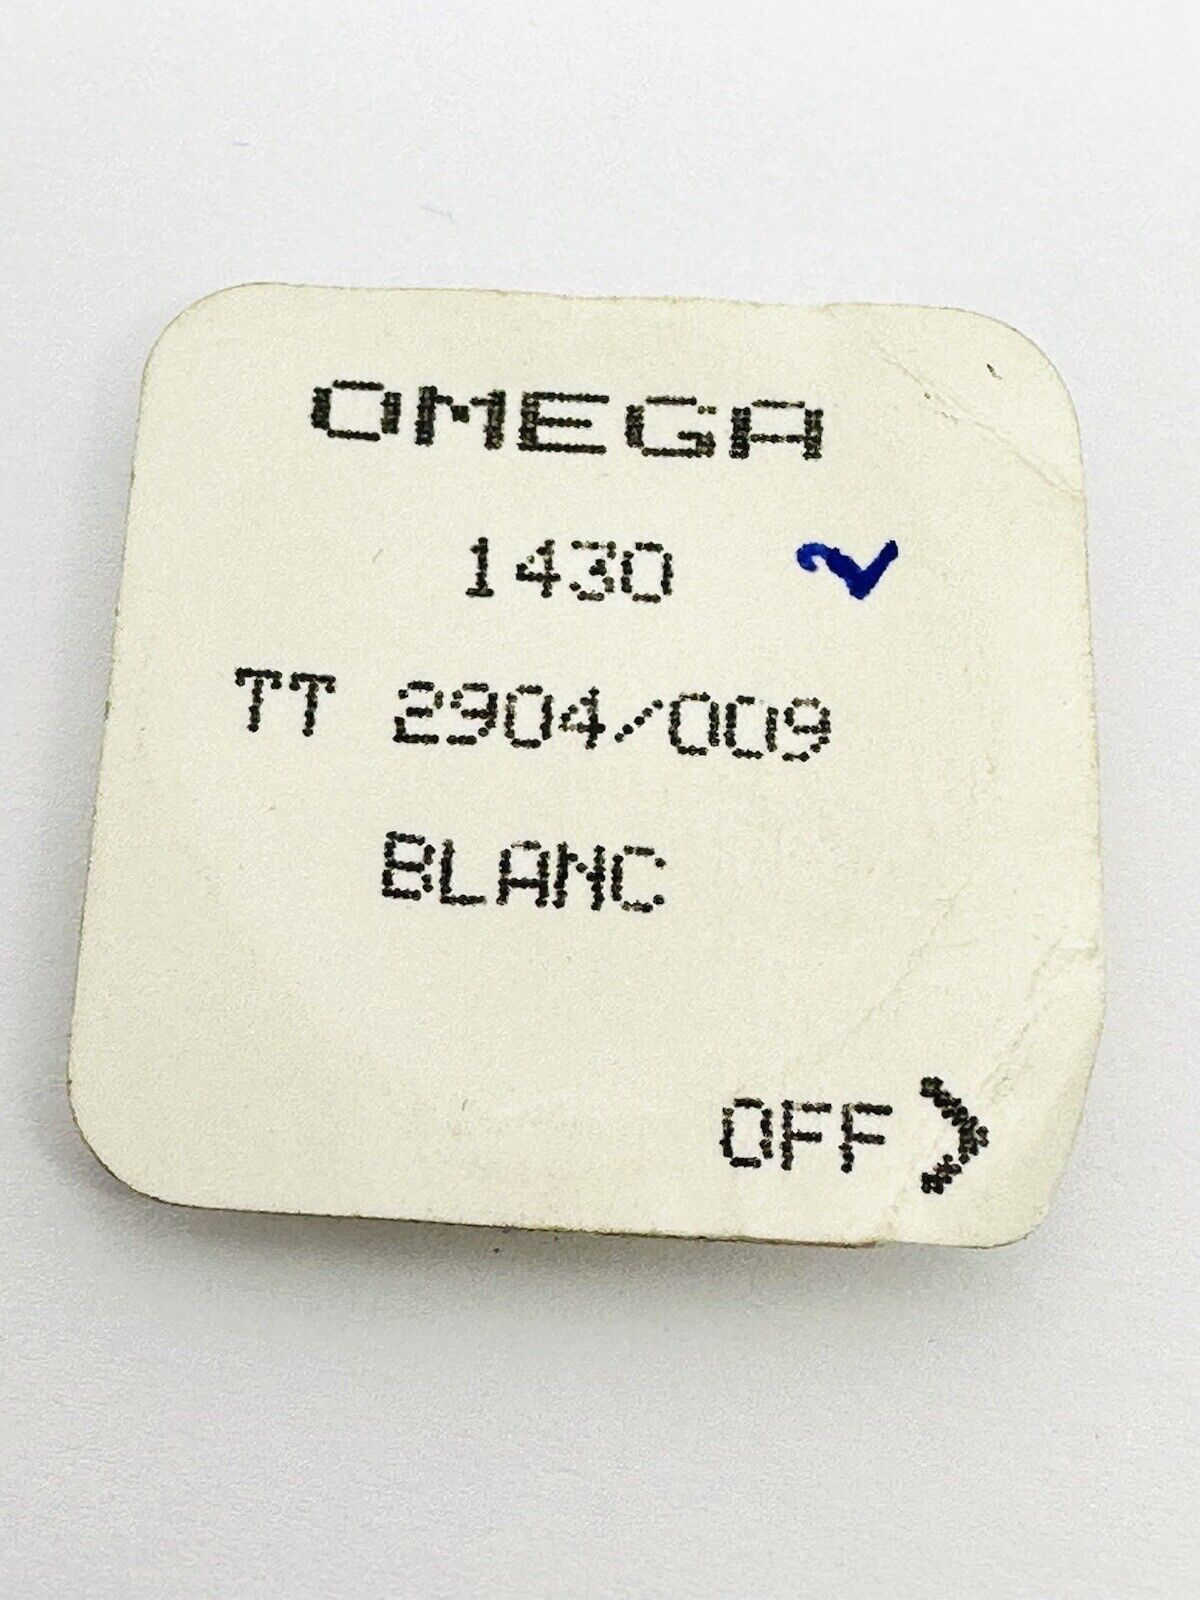 OMEGA
1430
TT 2904/009
BLANC
OFF >